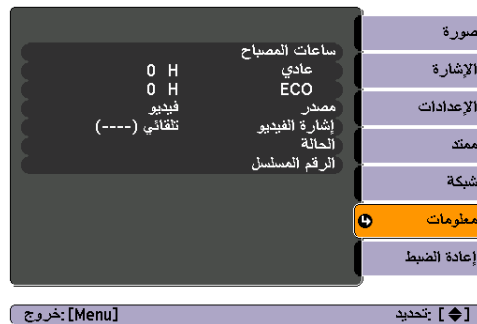 صورة
الإشارة
الإعدادات
ممتد
شبكة
معلومات
إعادة الضبط
ساعات المصباح
عادي 0 H
ECO 0 H
مصدر فيديو
إشارة الفيديو تلقائي (----)
الحالة
الرقم المسلسل
[♦] :تحديد
[Menu] :خروج